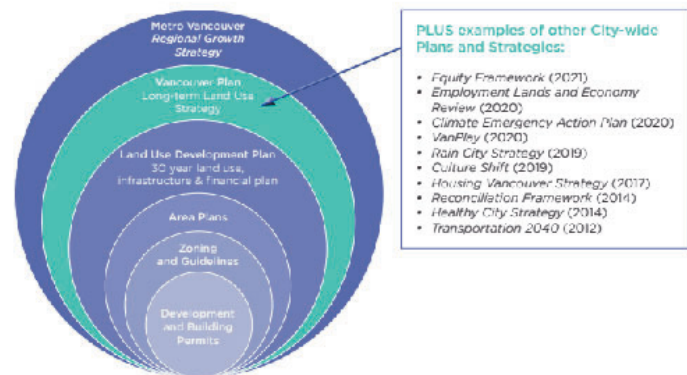 Metro Vancouver
Regional Growth
Strategy
Vancouver Plan
Long-term Land Use
Strategy
Land Use Development Plan
30 year land use,
infrastructure & financial plan
Area Plans
Zoning
and Guidelines
Development
and Building
Permits
PLUS examples of other City-wide
Plans and Strategies:
• Equity Framework (2021)
• Employment Lands and Economy
Review (2020)
• Climate Emergency Action Plan (2020)
• VanPlay (2020)
• Rain City Strategy (2019)
• Culture Shift (2019)
• Housing Vancouver Strategy (2017)
• Reconciliation Framework (2014)
• Healthy City Strategy (2014)
• Transportation 2040 (2012)